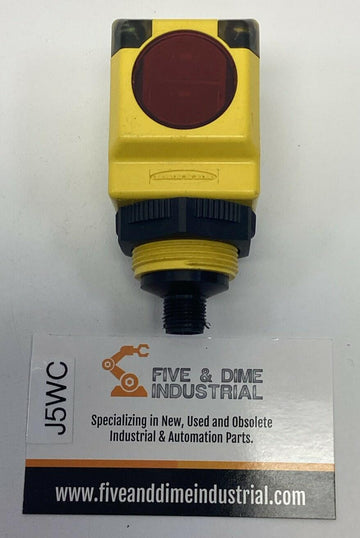 J5WC
FIVE & DIME
INDUSTRIAL
Specializing in New, Used and Obsolete
Industrial & Automation Parts.
www.fiveanddimeindustrial.com